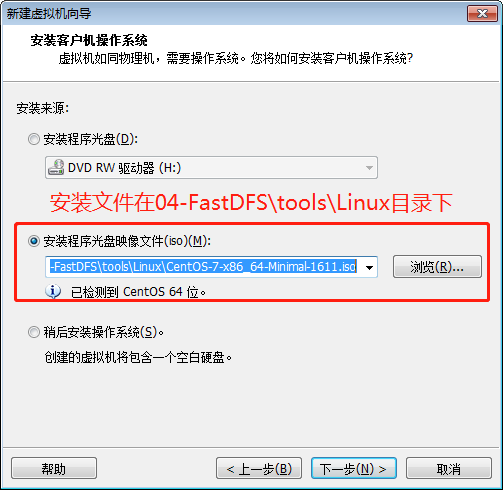 新建虚拟机向导
安装客户机操作系统
虚拟机如同物理机，需要操作系统。您将如何安装客户机操作系统?
安装来源:
安装程序光盘(D):
DVD RW 驱动器 (H:)
安装文件在04-FastDFS\tools\Linux目录下
安装程序光盘映像文件(iso)(M):
-FastDFS\tools\Linux\CentOS-7-x86_64-Minimal-1611.iso
浏览(R)...
已检测到 CentOS 64 位。
稍后安装操作系统(S)。
创建的虚拟机将包含一个空白硬盘。
帮助
< 上一步(B)
下一步(N) >
取消